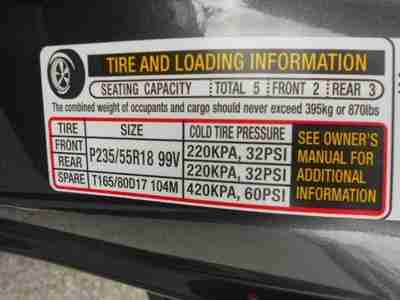 TIRE AND LOADING INFORMATION
SEATING CAPACITY TOTAL 5 FRONT 2 REAR 3
The combined weight of occupants and cargo should never exceed 395kg or 870lbs
TIRE SIZE COLD TIRE PRESSURE
FRONT P235/55R18 99V 220KPA, 32PSI
REAR 220KPA, 32PSI
SPARE T165/80D17 104M 420KPA, 60PSI
SEE OWNER'S
MANUAL FOR
ADDITIONAL
INFORMATION